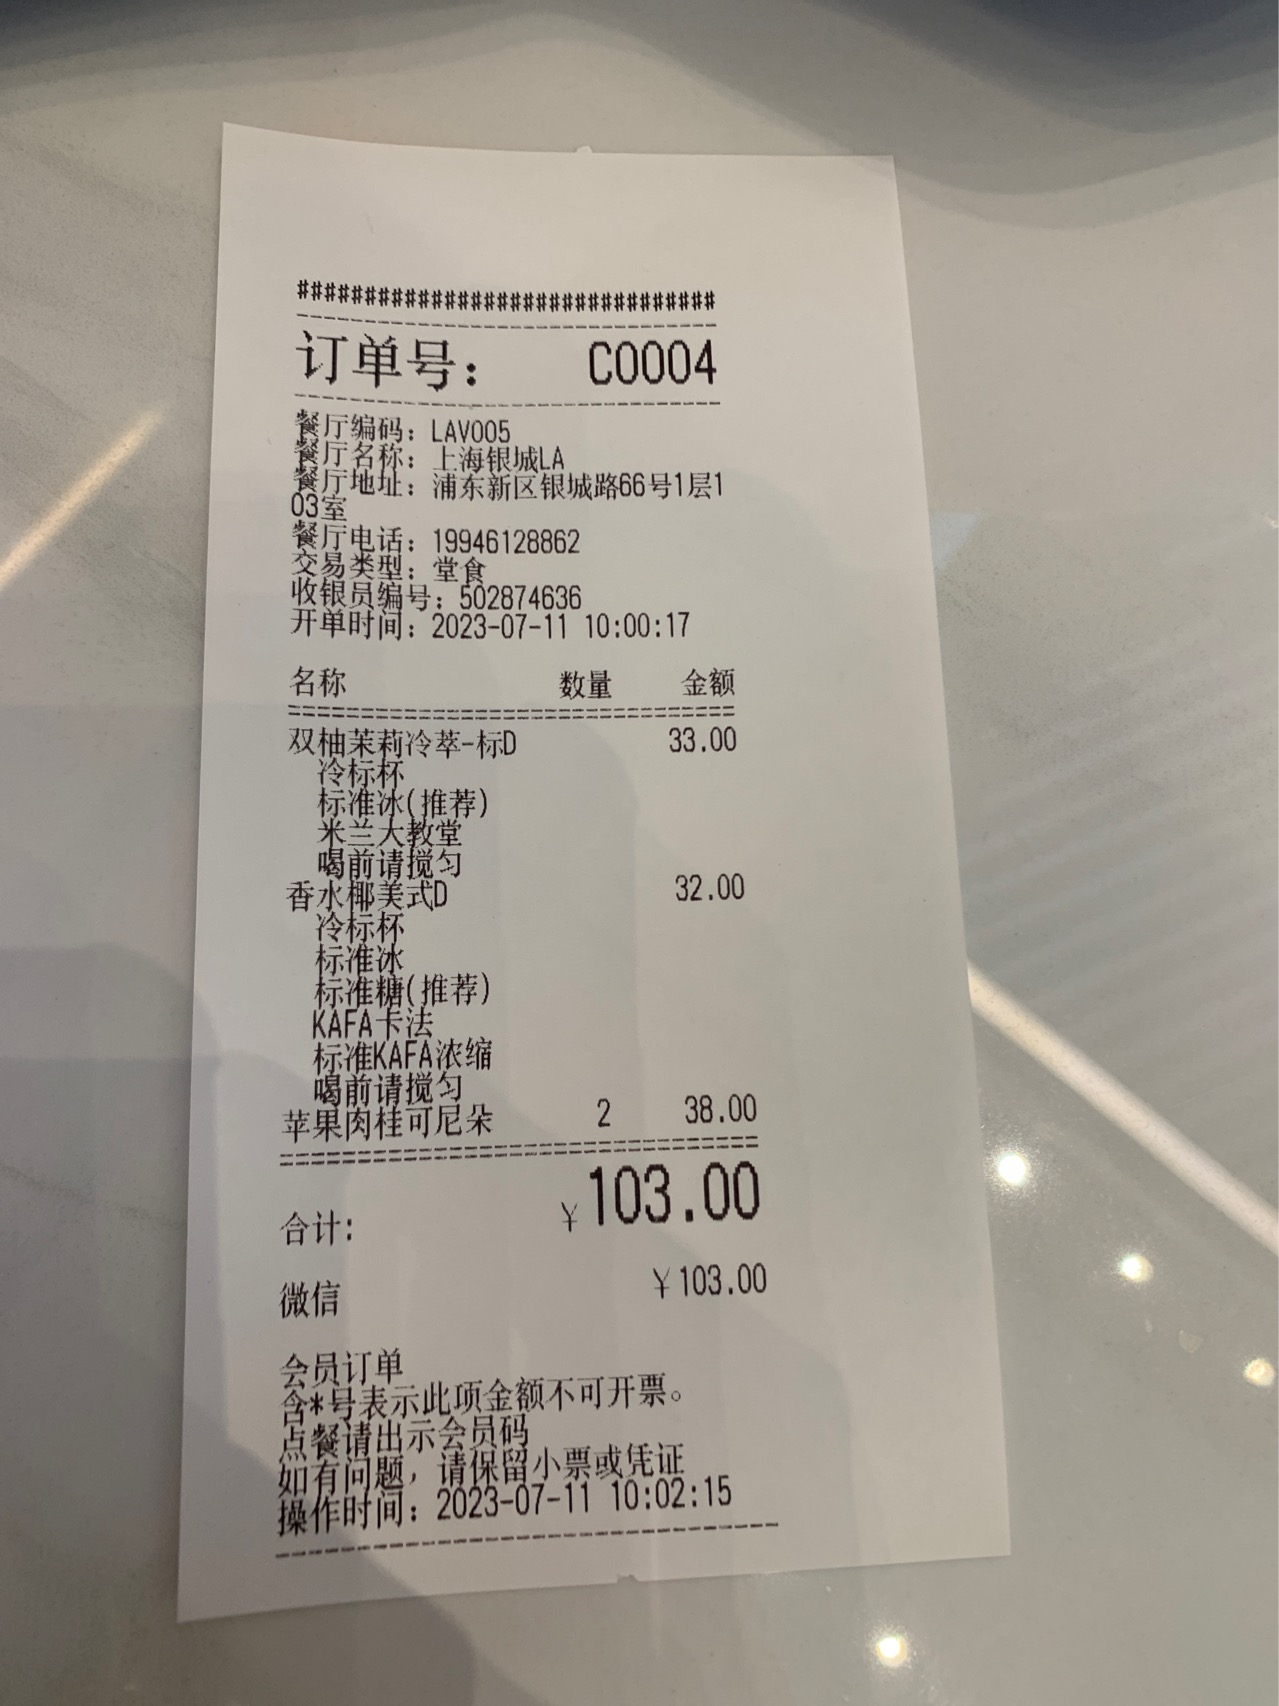 ###############################
订单号: C0004
餐厅编码: LAV005
餐厅名称: 上海银城LA
餐厅地址: 浦东新区银城路66号1层1
03室
餐厅电话: 19946128862
交易类型: 堂食
收银员编号: 502874636
开单时间: 2023-07-11 10:00:17
名称 数量 金额
双柚茉莉冷萃-标D 33.00
冷标杯
标准冰(推荐)
米兰大教堂
喝前请搅匀
香水椰美式D 32.00
冷标杯
标准冰
标准糖(推荐)
KAFA卡法
标准KAFA浓缩
喝前请搅匀
苹果肉桂可尼朵 2 38.00
合计: ￥103.00
微信 ￥103.00
会员订单
含*号表示此项金额不可开票。
点餐请出示会员码
如有问题，请保留小票或凭证
操作时间: 2023-07-11 10:02:15